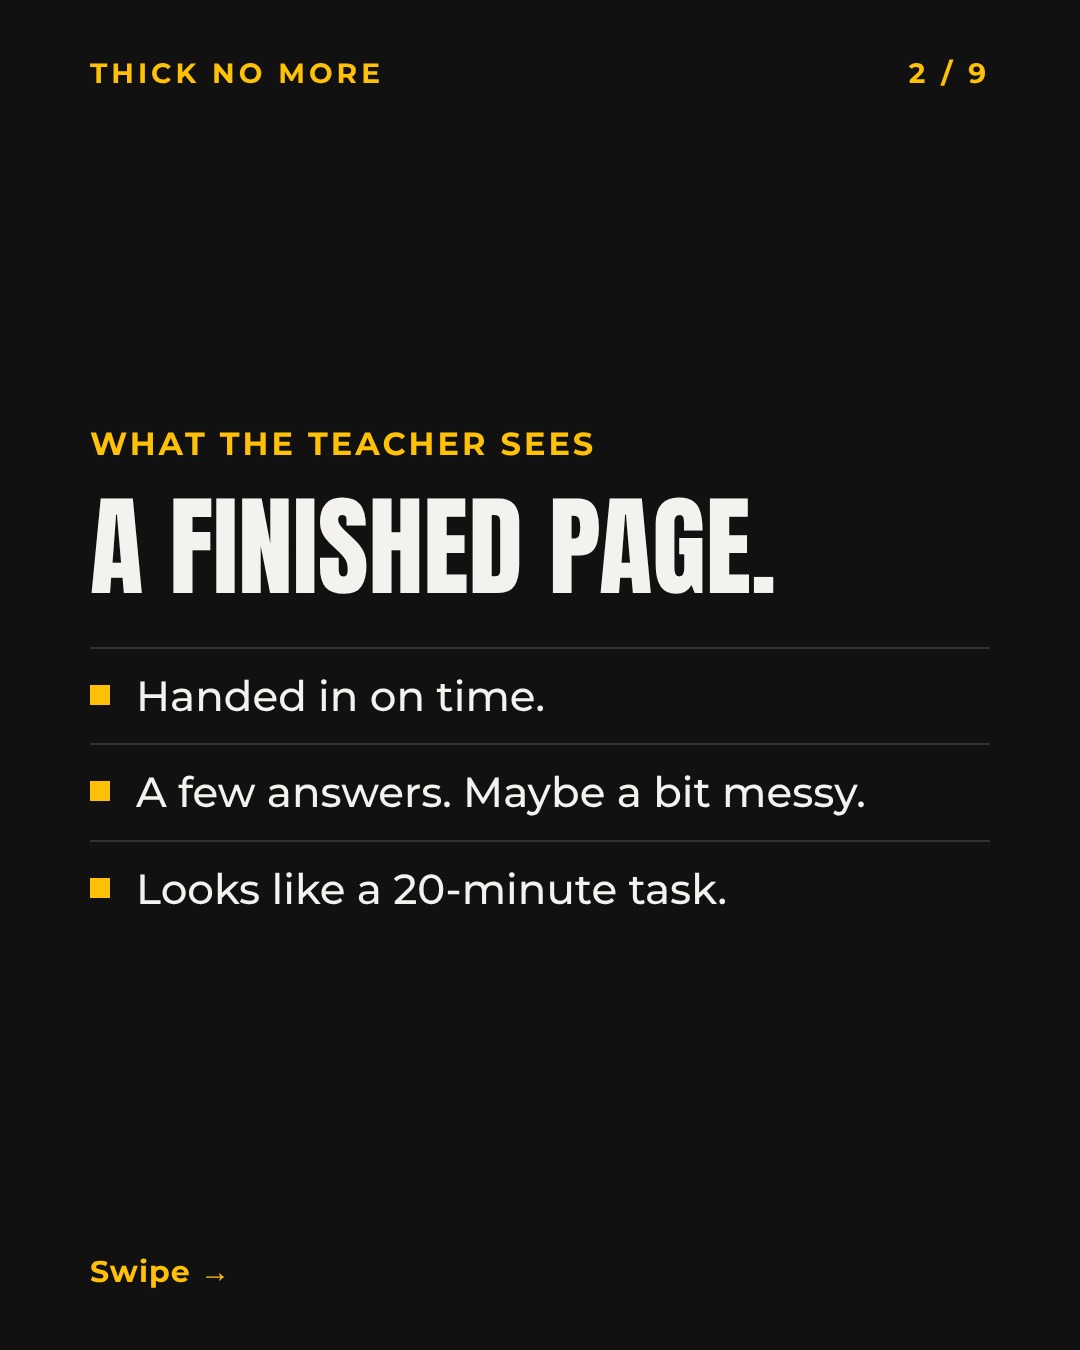 THICK NO MORE
2 / 9
WHAT THE TEACHER SEES
A FINISHED PAGE.
Handed in on time.
A few answers. Maybe a bit messy.
Looks like a 20-minute task.
Swipe →